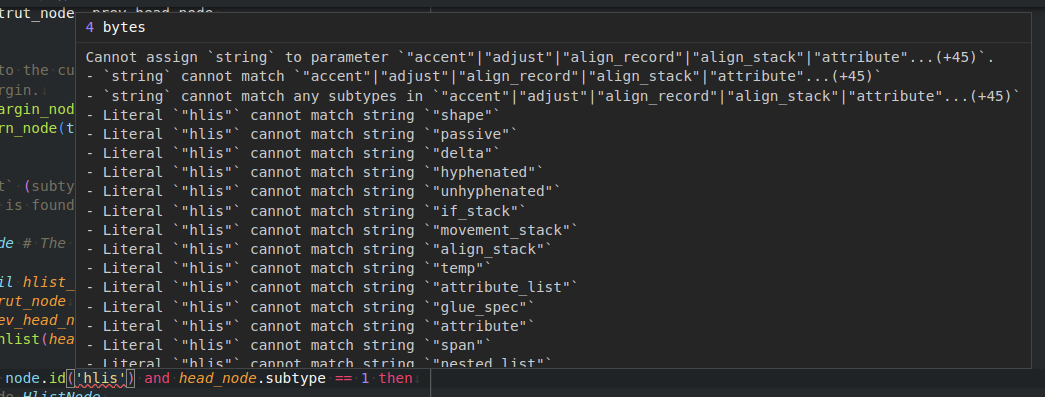 trut_node prev_head_node
4 bytes
Cannot assign `string` to parameter `"accent"|"adjust"|"align_record"|"align_stack"|"attribute"...(+45)`.
to the cu
- `string` cannot match `"accent"|"adjust"|"align_record"|"align_stack"|"attribute"...(+45)`
rgin.
- `string` cannot match any subtypes in `"accent"|"adjust"|"align_record"|"align_stack"|"attribute"...(+45)`
argin_nod
- Literal `"hlis"` cannot match string `"shape"`
rn_node(t
- Literal `"hlis"` cannot match string `"passive"`
- Literal `"hlis"` cannot match string `"delta"`
- Literal `"hlis"` cannot match string `"hyphenated"`
t` (subty
- Literal `"hlis"` cannot match string `"unhyphenated"`
is found
- Literal `"hlis"` cannot match string `"if_stack"`
- Literal `"hlis"` cannot match string `"movement_stack"`
de # The
- Literal `"hlis"` cannot match string `"align_stack"`
- Literal `"hlis"` cannot match string `"temp"`
il hlist_
- Literal `"hlis"` cannot match string `"attribute_list"`
rut_node
- Literal `"hlis"` cannot match string `"glue_spec"`
ev_head_n
- Literal `"hlis"` cannot match string `"attribute"`
hlist(hea
- Literal `"hlis"` cannot match string `"span"`
- Literal `"hlis"` cannot match string `"nested_list"`
node.id('hlis') and head_node.subtype == 1 then
de.HlistNode